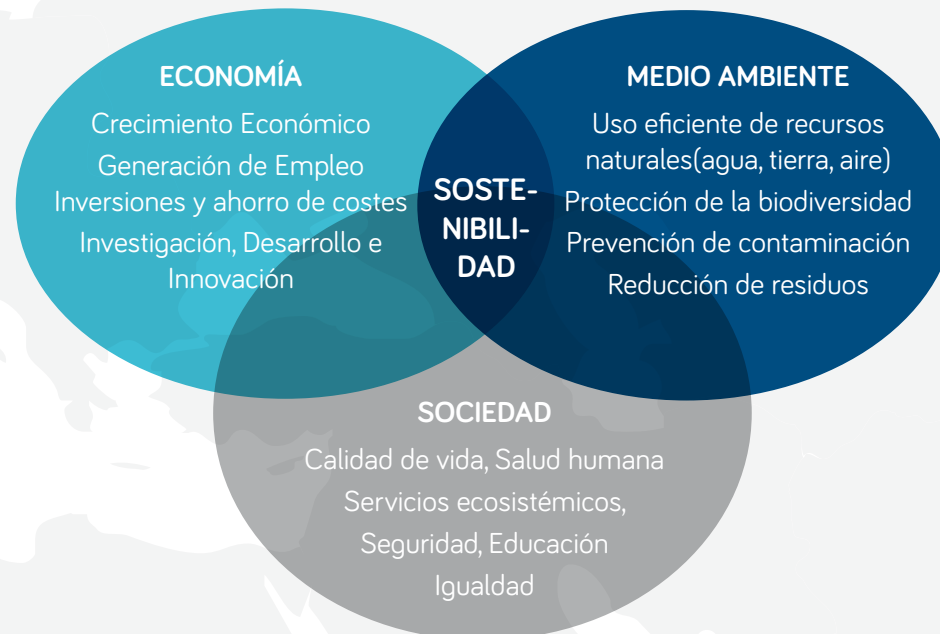 ECONOMÍA
Crecimiento Económico
Generación de Empleo
Inversiones y ahorro de costes
Investigación, Desarrollo e
Innovación
SOSTE-
NIBILI-
DAD
MEDIO AMBIENTE
Uso eficiente de recursos
naturales(agua, tierra, aire)
Protección de la biodiversidad
Prevención de contaminación
Reducción de residuos
SOCIEDAD
Calidad de vida, Salud humana
Servicios ecosistémicos,
Seguridad, Educación
Igualdad